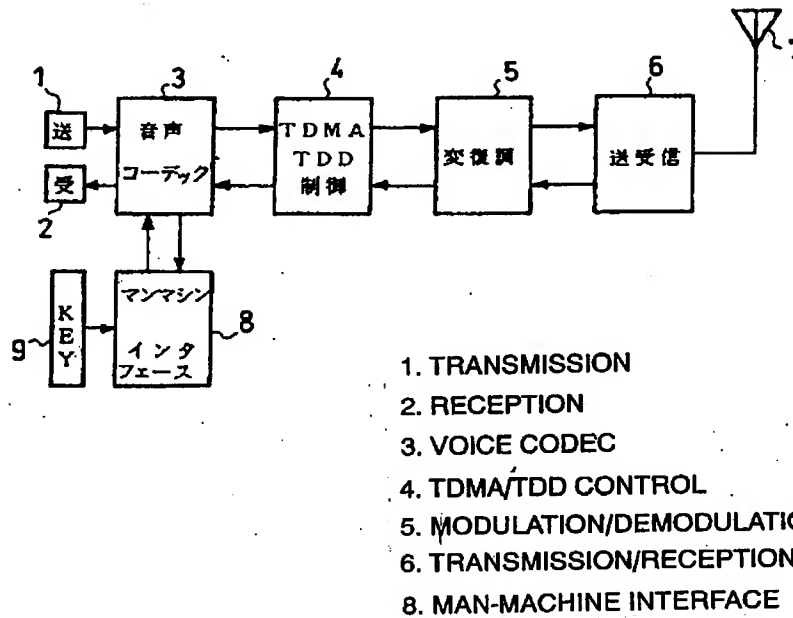 1
送
受
2
3
音声
コーデック
4
TDMA
TDD
制御
5
変復調
6
送受信
9
KEY
マンマシン
インタ
フェース
8
1. TRANSMISSION
2. RECEPTION
3. VOICE CODEC
4. TDMA/TDD CONTROL
5. MODULATION/DEMODULATIO
6. TRANSMISSION/RECEPTION
8. MAN-MACHINE INTERFACE